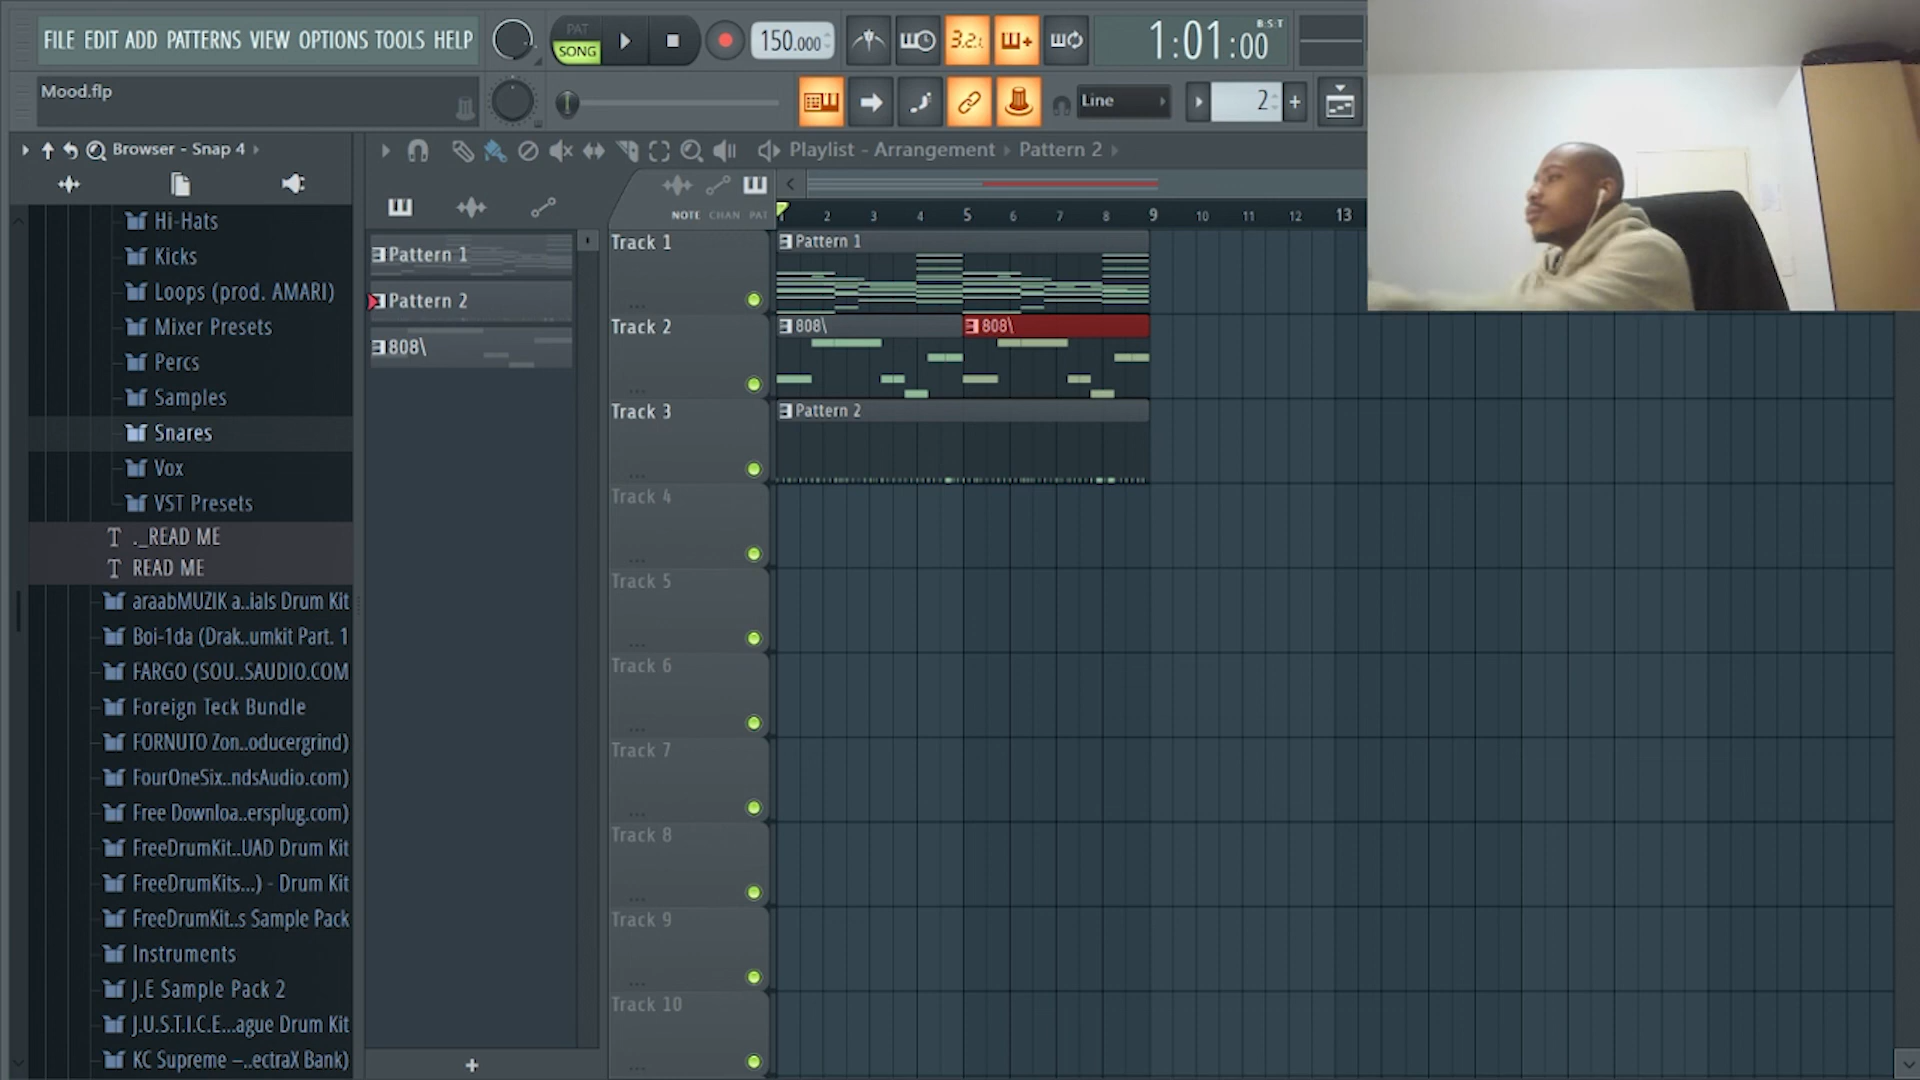 FILE EDIT ADD PATTERNS VIEW OPTIONS TOOLS HELP
PAT
SONG
150.000
3.2.
1:01:00
B:S:T
Mood.flp
Line
2
Browser - Snap 4
Playlist - Arrangement Pattern 2
NOTE CHAN PAT
1 2 3 4 5 6 7 8 9 10 11 12 13
Hi-Hats
Kicks
Loops (prod. AMARI)
Mixer Presets
Percs
Samples
Snares
Vox
VST Presets
._READ ME
READ ME
araabMUZIK a..ials Drum Kit
Boi-1da (Drak..umkit Part. 1
FARGO (SOU..SAUDIO.COM
Foreign Teck Bundle
FORNUTO Zon..oducergrind)
FourOneSix..ndsAudio.com)
Free Downloa..ersplug.com)
FreeDrumKit..UAD Drum Kit
FreeDrumKits...) - Drum Kit
FreeDrumKit..s Sample Pack
Instruments
J.E Sample Pack 2
J.U.S.T.I.C.E...ague Drum Kit
KC Supreme –..ectraX Bank)
Pattern 1
Pattern 2
808\
Track 1
Pattern 1
Track 2
808\
808\
Track 3
Pattern 2
Track 4
Track 5
Track 6
Track 7
Track 8
Track 9
Track 10